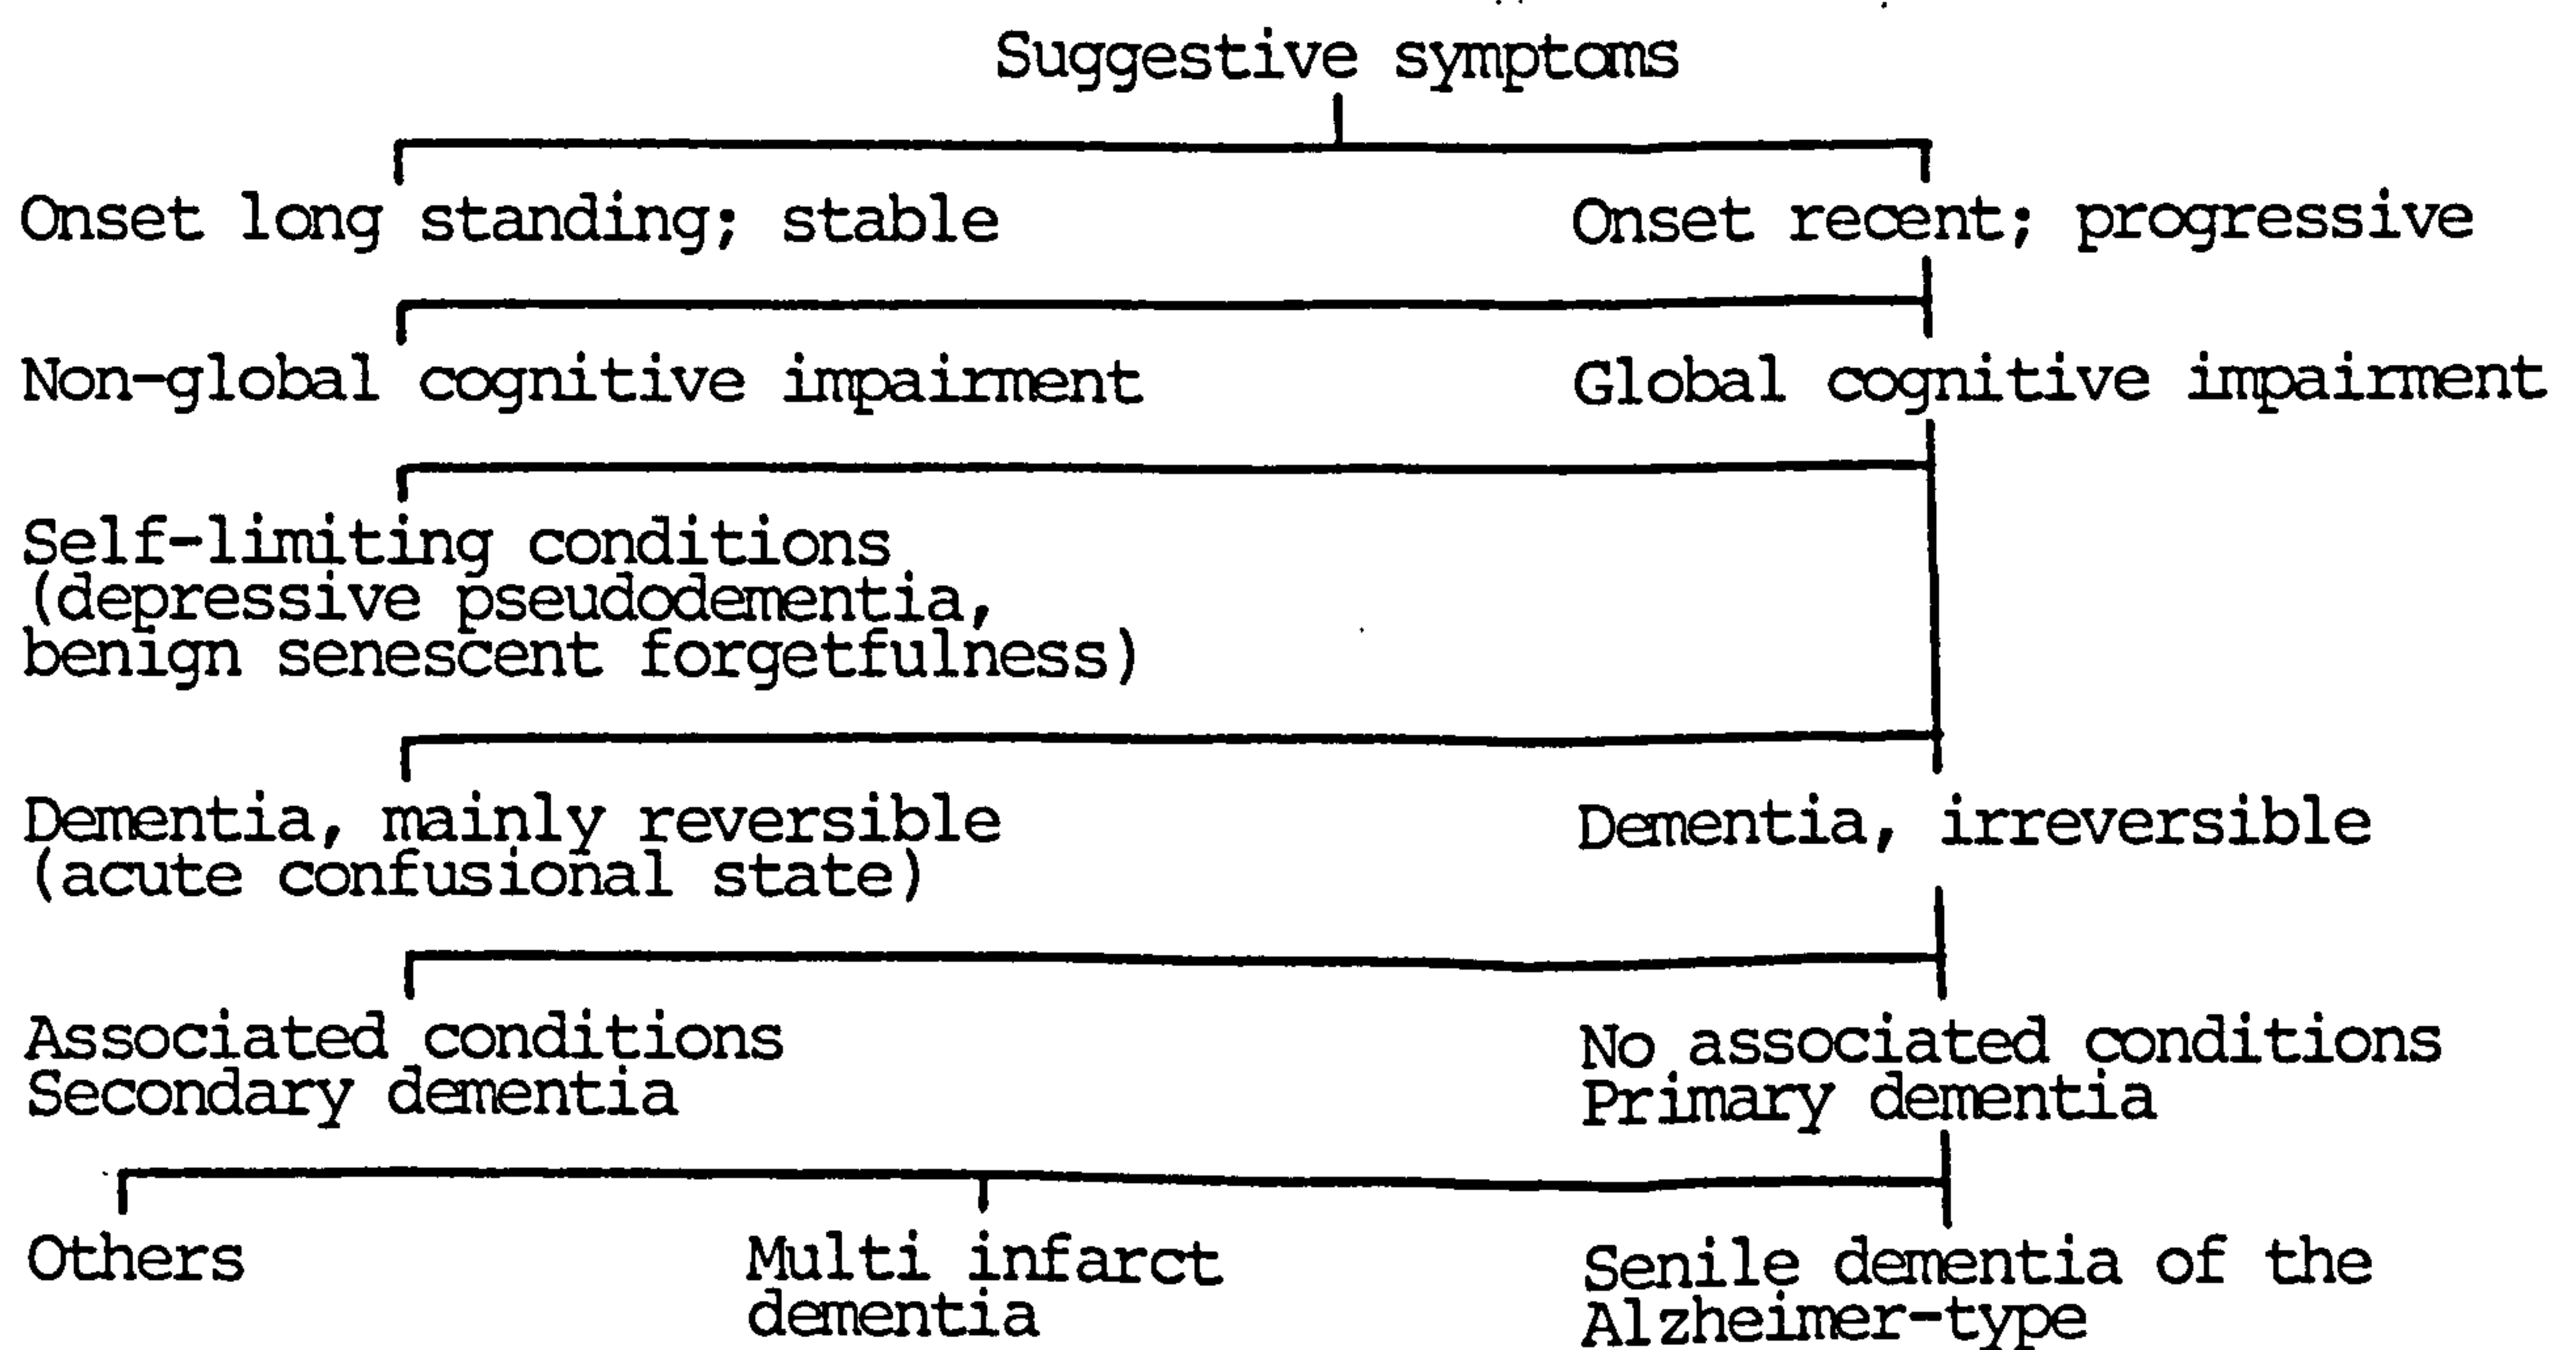 Suggestive symptoms
Onset long standing; stable
Onset recent; progressive
Non-global cognitive impairment
Global cognitive impairment
Self-limiting conditions
(depressive pseudodementia,
benign senescent forgetfulness)
Dementia, mainly reversible
(acute confusional state)
Dementia, irreversible
Associated conditions
Secondary dementia
No associated conditions
Primary dementia
Others
Multi infarct
dementia
Senile dementia of the
Alzheimer-type